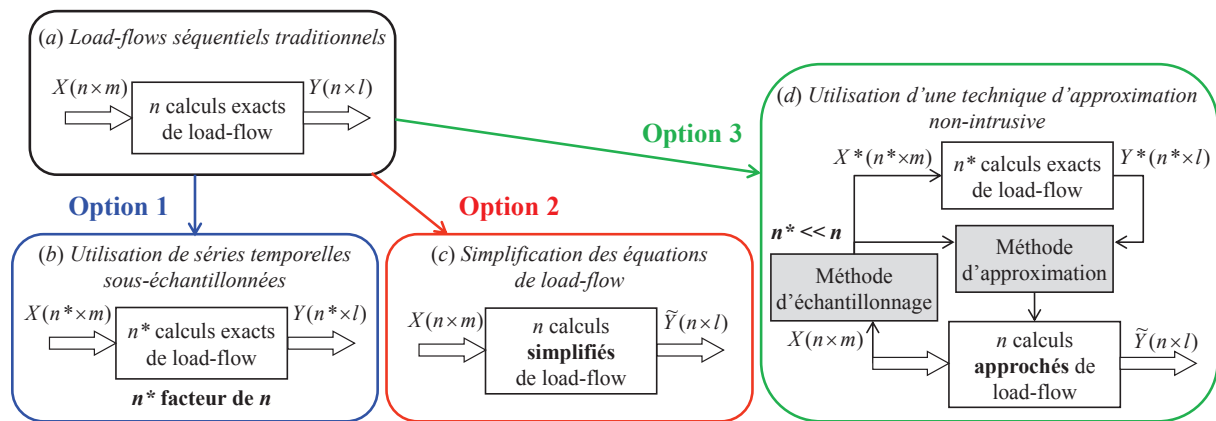 (a) Load-flows séquentiels traditionnels
X(n×m)
Y(n×l)
n calculs exacts
de load-flow
Option 1
Option 2
Option 3
(b) Utilisation de séries temporelles
sous-échantillonnées
X(n*×m)
Y(n*×l)
n* calculs exacts
de load-flow
n* facteur de n
(c) Simplification des équations
de load-flow
X(n×m)
Ỹ(n×l)
n calculs
simplifiés
de load-flow
(d) Utilisation d'une technique d'approximation
non-intrusive
X*(n*×m)
Y*(n*×l)
n* calculs exacts
de load-flow
n* << n
Méthode
d'échantillonnage
Méthode
d'approximation
X(n×m)
Ỹ(n×l)
n calculs
approchés de
load-flow